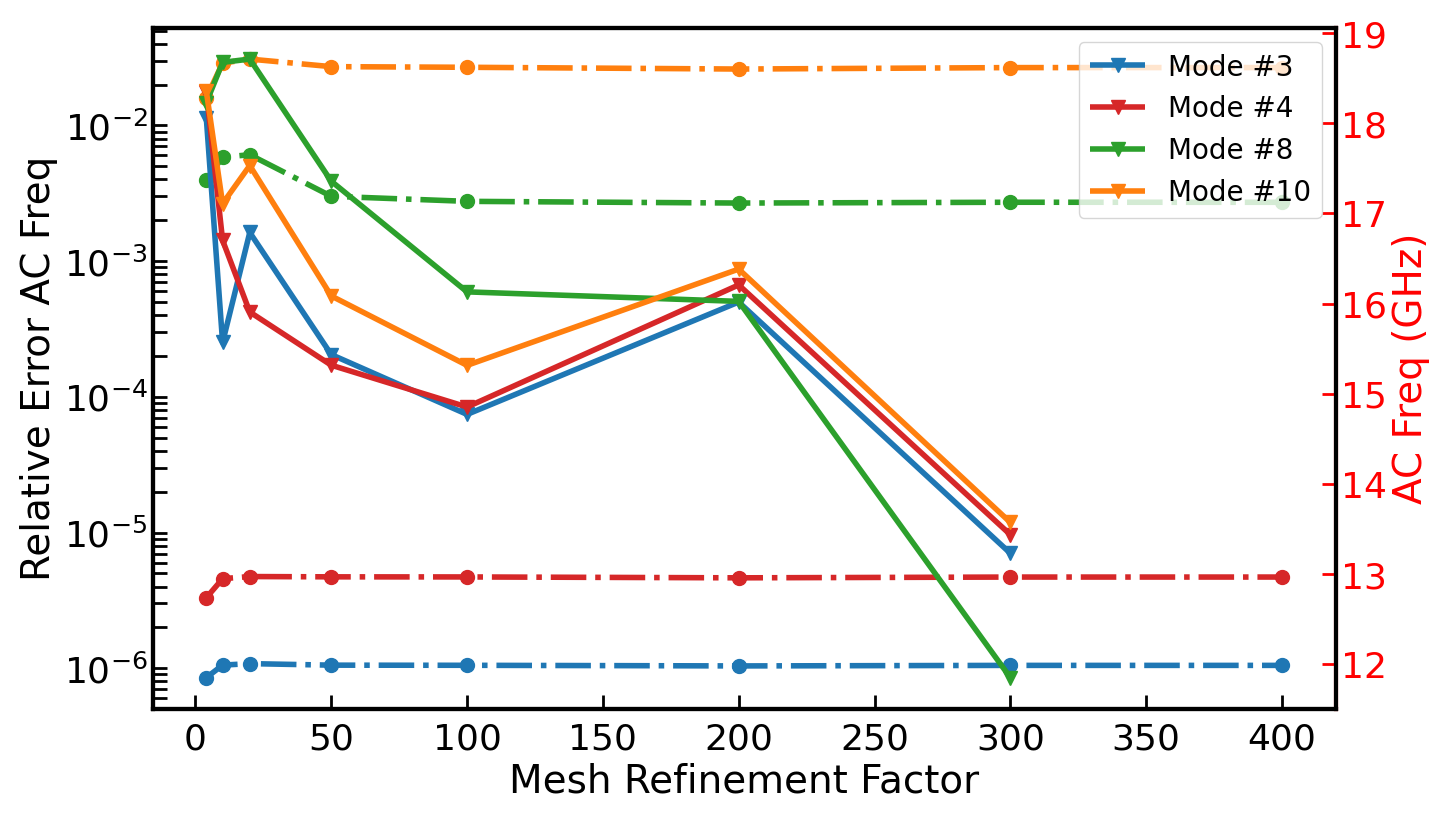 Relative Error AC Freq
10⁻²
10⁻³
10⁻⁴
10⁻⁵
10⁻⁶
0 50 100 150 200 250 300 350 400
Mesh Refinement Factor
Mode #3
Mode #4
Mode #8
Mode #10
19
18
17
16
15
14
13
12
AC Freq (GHz)